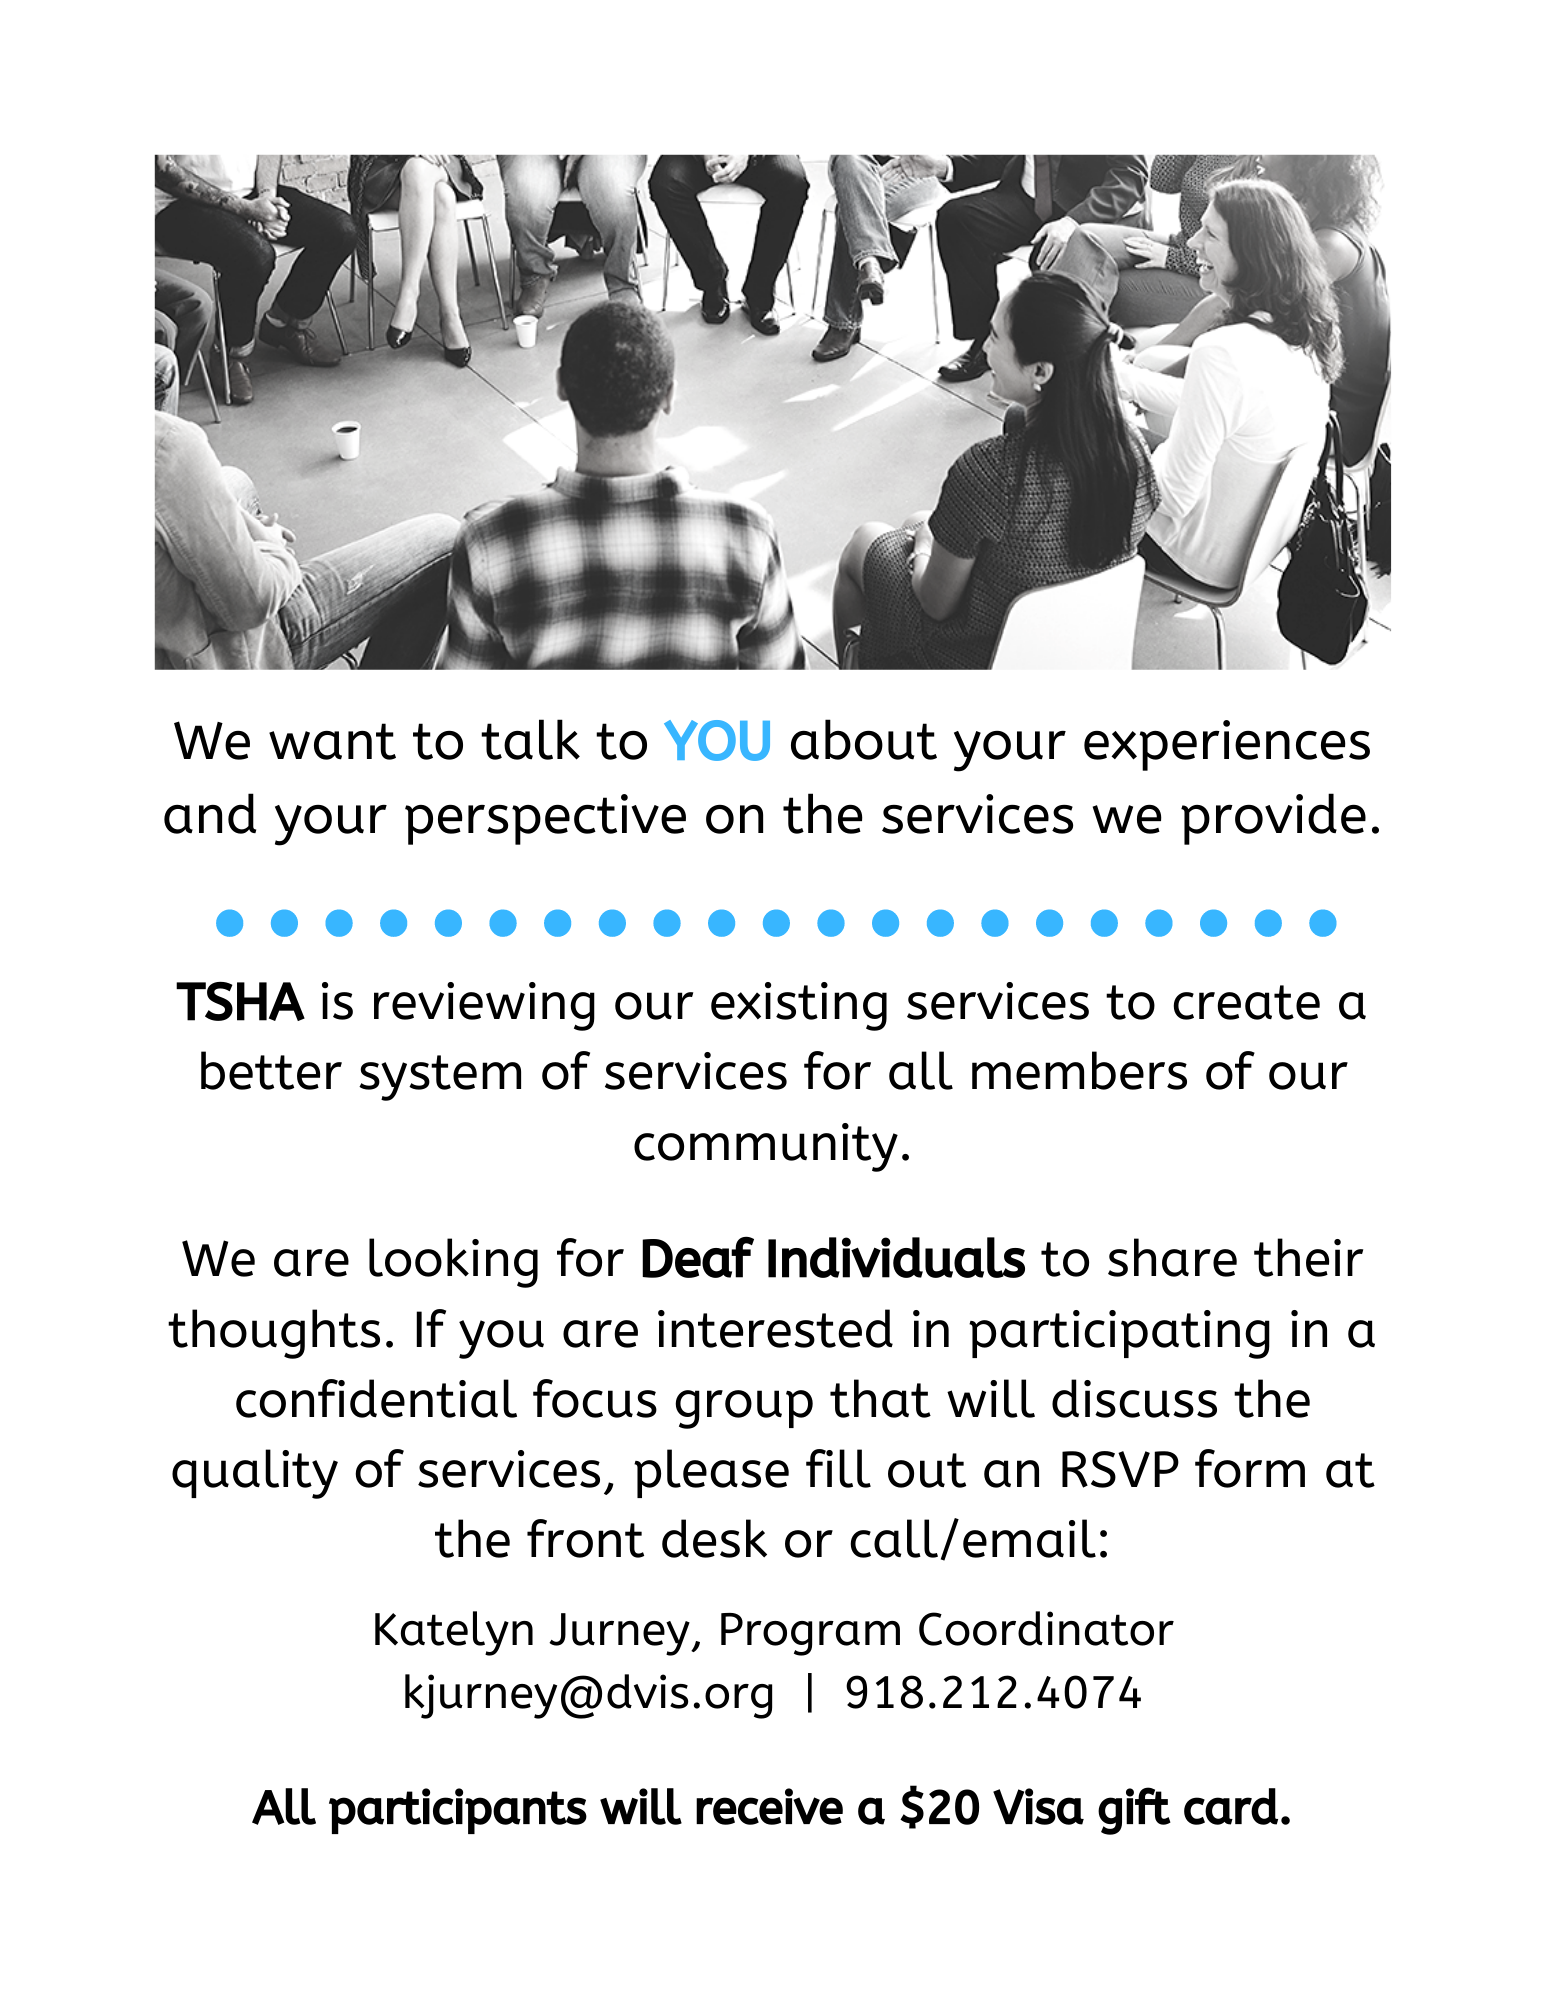 We want to talk to YOU about your experiences
and your perspective on the services we provide.
TSHA is reviewing our existing services to create a
better system of services for all members of our
community.
We are looking for Deaf Individuals to share their
thoughts. If you are interested in participating in a
confidential focus group that will discuss the
quality of services, please fill out an RSVP form at
the front desk or call/email:
Katelyn Jurney, Program Coordinator
kjurney@dvis.org | 918.212.4074
All participants will receive a $20 Visa gift card.